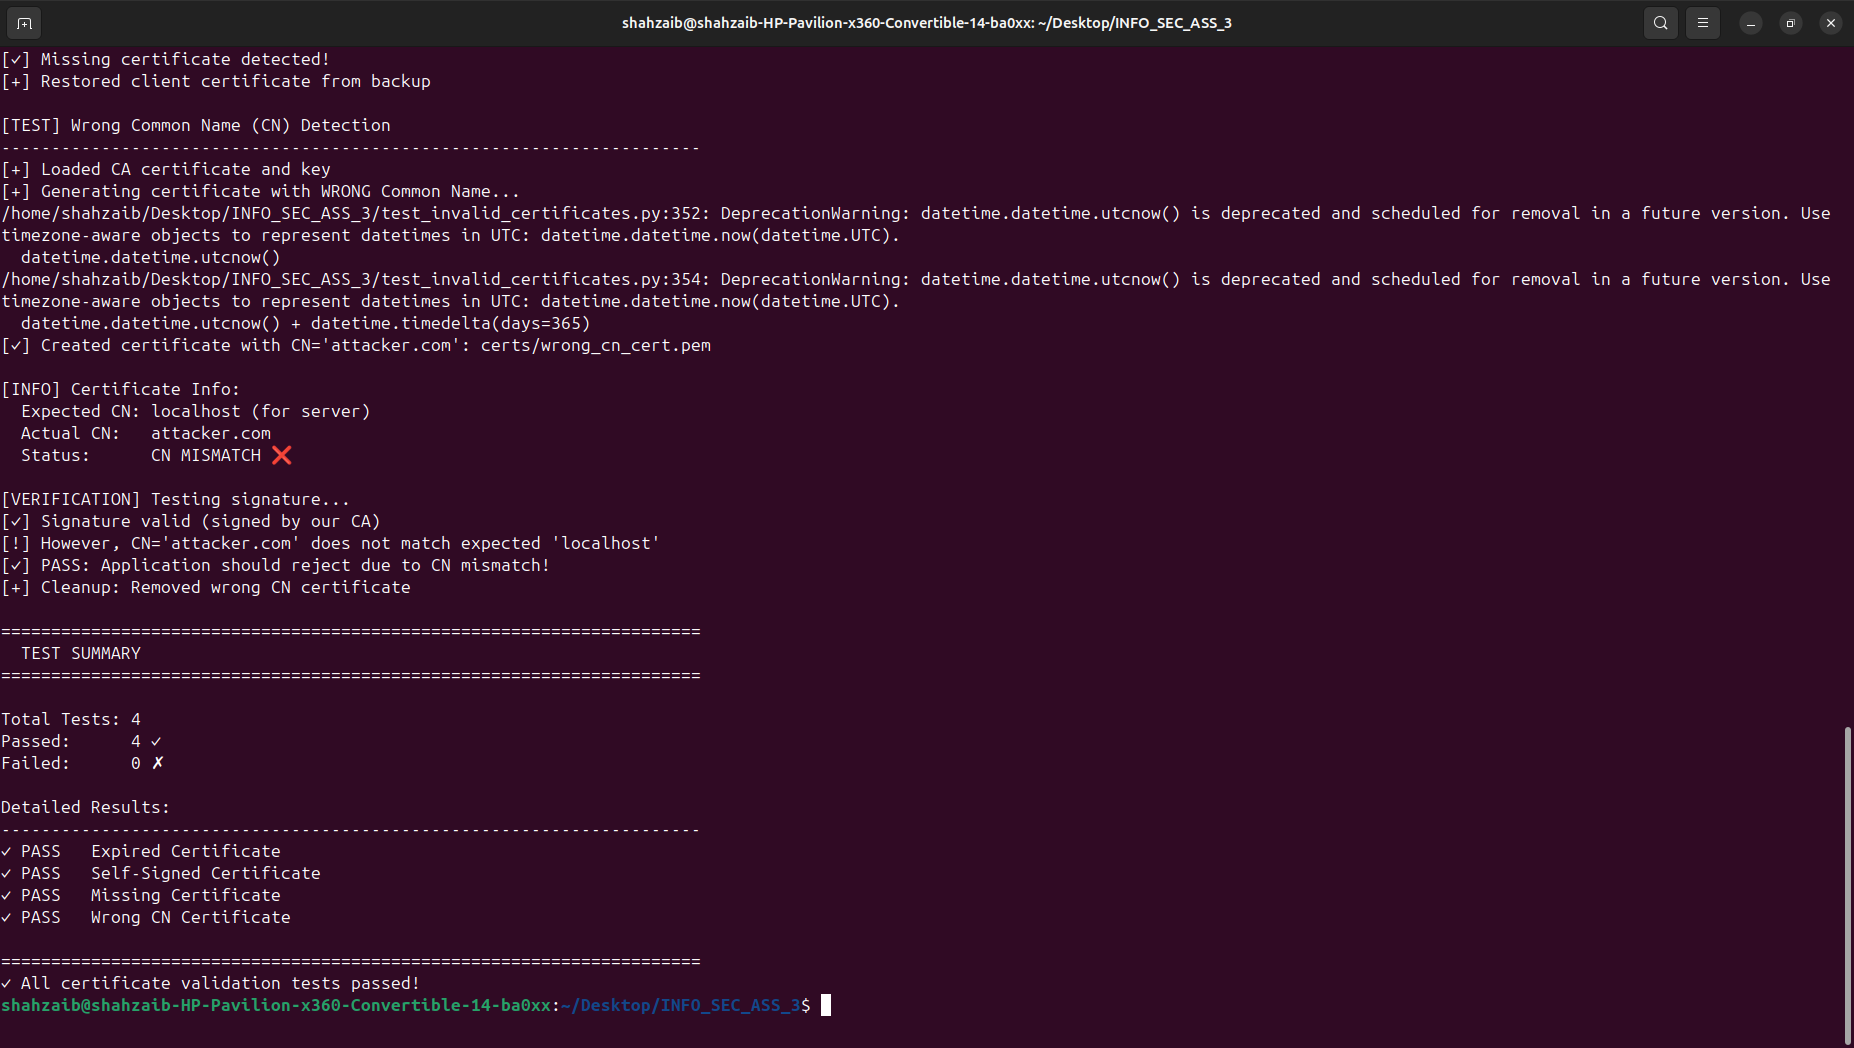 shahzaib@shahzaib-HP-Pavilion-x360-Convertible-14-ba0xx: ~/Desktop/INFO_SEC_ASS_3
[✓] Missing certificate detected!
[+] Restored client certificate from backup
[TEST] Wrong Common Name (CN) Detection
----------------------------------------------------------------------
[+] Loaded CA certificate and key
[+] Generating certificate with WRONG Common Name...
/home/shahzaib/Desktop/INFO_SEC_ASS_3/test_invalid_certificates.py:352: DeprecationWarning: datetime.datetime.utcnow() is deprecated and scheduled for removal in a future version. Use
timezone-aware objects to represent datetimes in UTC: datetime.datetime.now(datetime.UTC).
  datetime.datetime.utcnow()
/home/shahzaib/Desktop/INFO_SEC_ASS_3/test_invalid_certificates.py:354: DeprecationWarning: datetime.datetime.utcnow() is deprecated and scheduled for removal in a future version. Use
timezone-aware objects to represent datetimes in UTC: datetime.datetime.now(datetime.UTC).
  datetime.datetime.utcnow() + datetime.timedelta(days=365)
[✓] Created certificate with CN='attacker.com': certs/wrong_cn_cert.pem
[INFO] Certificate Info:
  Expected CN: localhost (for server)
  Actual CN:   attacker.com
  Status:      CN MISMATCH ❌
[VERIFICATION] Testing signature...
[✓] Signature valid (signed by our CA)
[!] However, CN='attacker.com' does not match expected 'localhost'
[✓] PASS: Application should reject due to CN mismatch!
[+] Cleanup: Removed wrong CN certificate
======================================================================
  TEST SUMMARY
======================================================================
Total Tests: 4
Passed:      4 ✓
Failed:      0 ✗
Detailed Results:
----------------------------------------------------------------------
✓ PASS   Expired Certificate
✓ PASS   Self-Signed Certificate
✓ PASS   Missing Certificate
✓ PASS   Wrong CN Certificate
======================================================================
✓ All certificate validation tests passed!
shahzaib@shahzaib-HP-Pavilion-x360-Convertible-14-ba0xx:~/Desktop/INFO_SEC_ASS_3$